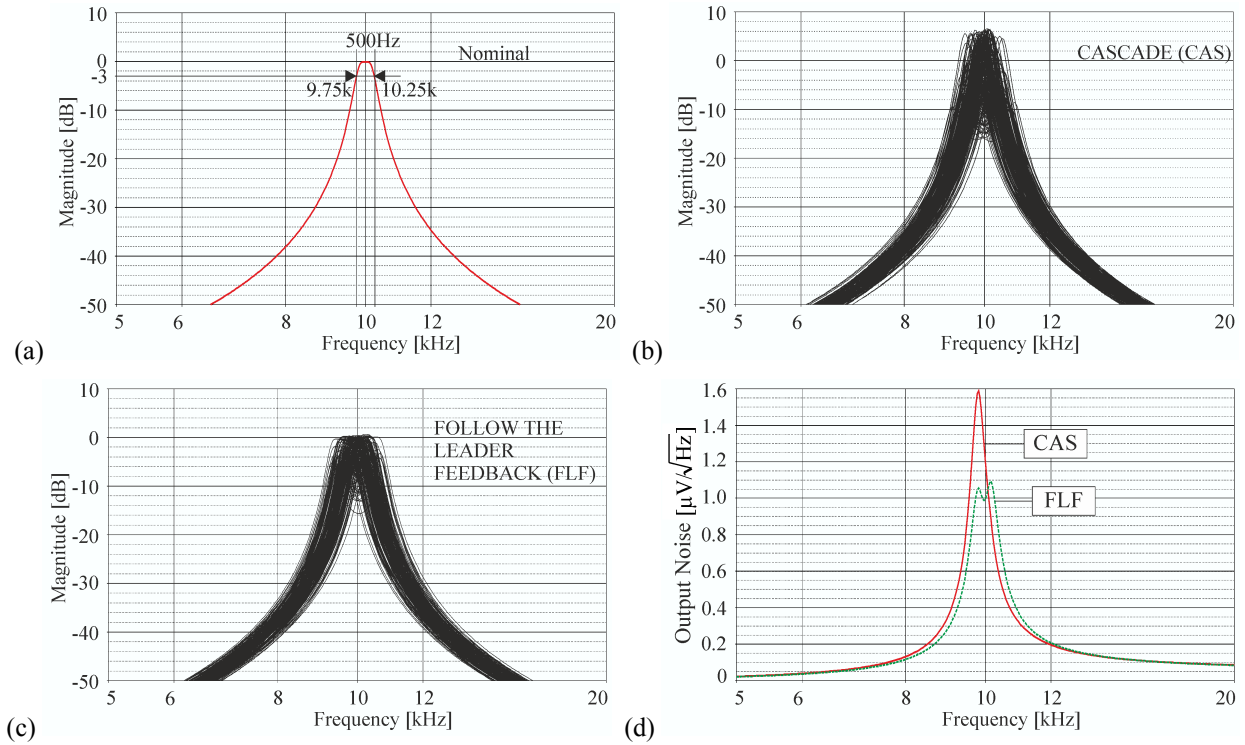 10
0
-3
-10
-20
-30
-40
-50
Magnitude [dB]
500Hz
Nominal
9.75k
10.25k
5 6 8 10 12 20
Frequency [kHz]
(a)
10
0
-10
-20
-30
-40
-50
Magnitude [dB]
CASCADE (CAS)
5 6 8 10 12 20
Frequency [kHz]
(b)
10
0
-10
-20
-30
-40
-50
Magnitude [dB]
FOLLOW THE
LEADER
FEEDBACK (FLF)
5 6 8 10 12 20
Frequency [kHz]
(c)
1.6
1.4
1.2
1.0
0.8
0.6
0.4
0.2
0
Output Noise [µV/√Hz]
CAS
FLF
5 6 8 10 12 20
Frequency [kHz]
(d)